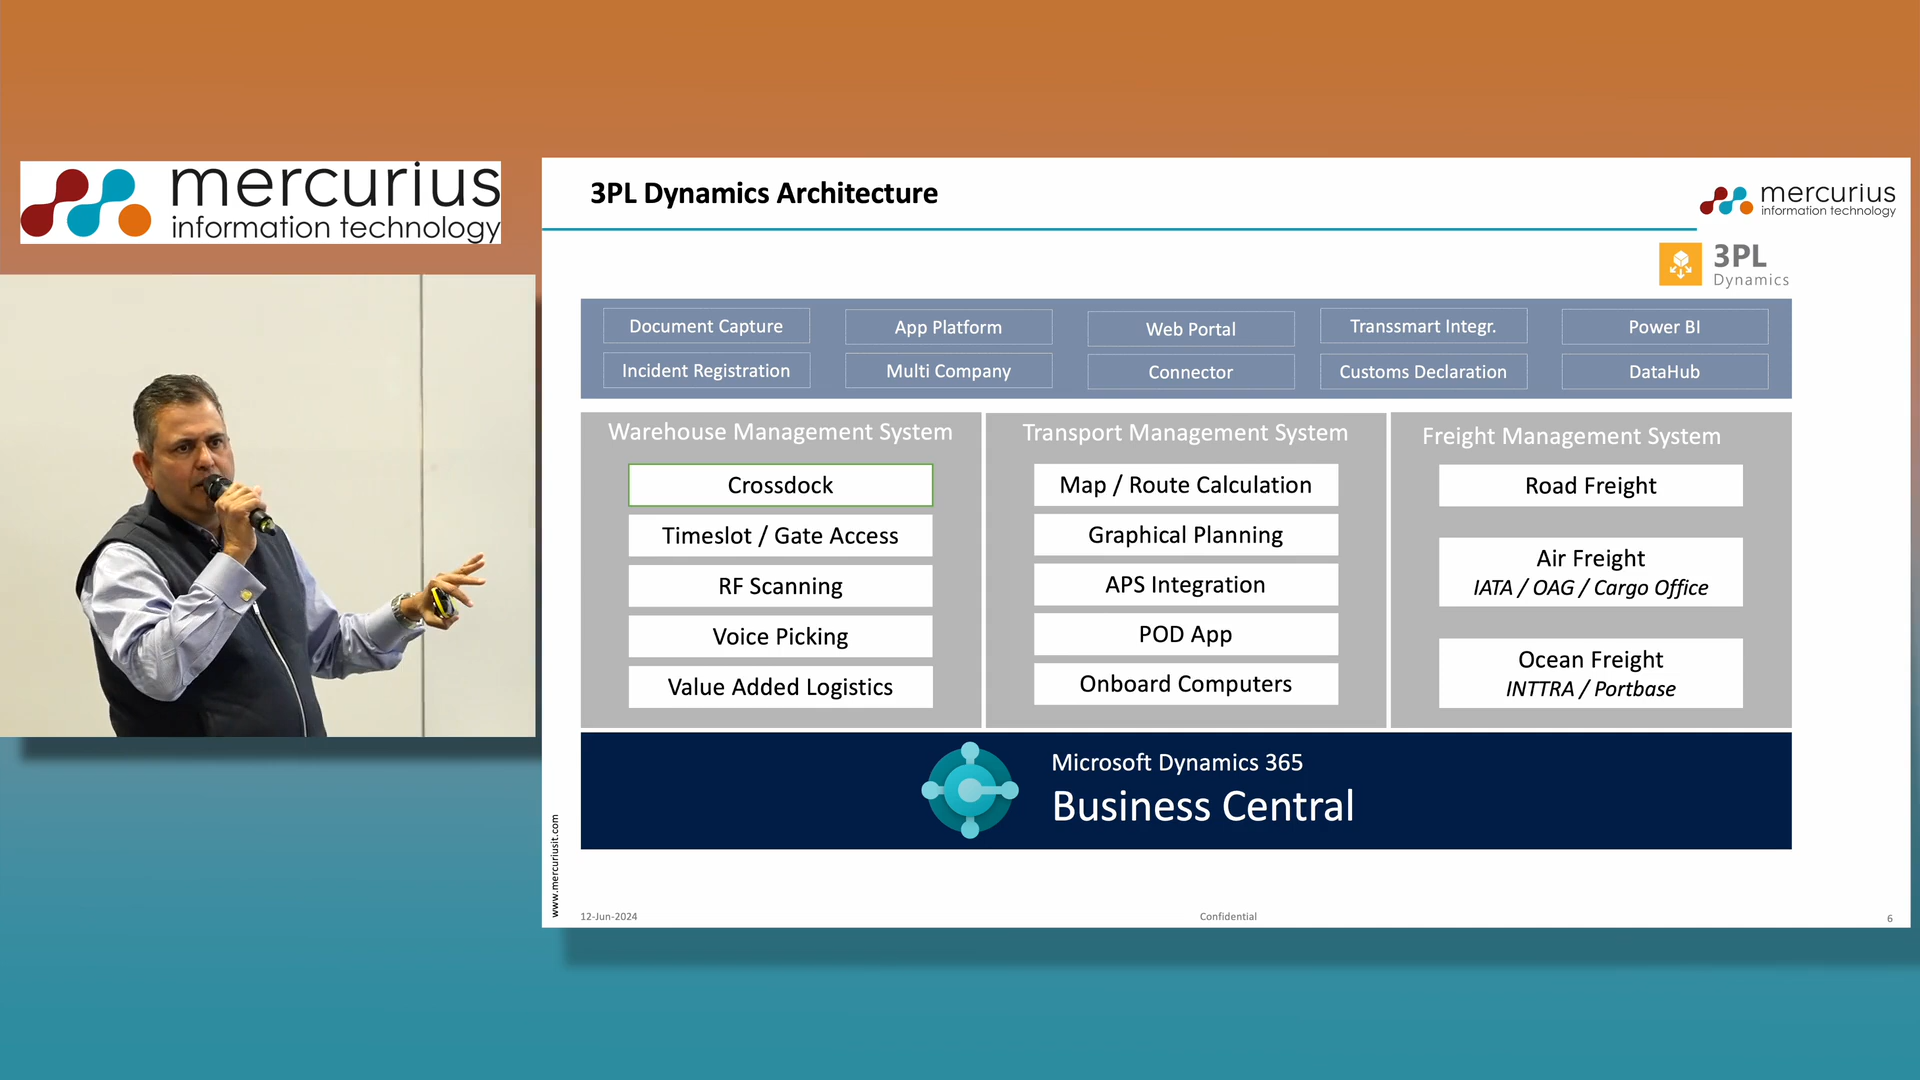 mercurius
information technology
3PL Dynamics Architecture
mercurius
information technology
3PL
Dynamics
Document Capture
App Platform
Web Portal
Transsmart Integr.
Power BI
Incident Registration
Multi Company
Connector
Customs Declaration
DataHub
Warehouse Management System
Crossdock
Timeslot / Gate Access
RF Scanning
Voice Picking
Value Added Logistics
Transport Management System
Map / Route Calculation
Graphical Planning
APS Integration
POD App
Onboard Computers
Freight Management System
Road Freight
Air Freight
IATA / OAG / Cargo Office
Ocean Freight
INTTRA / Portbase
Microsoft Dynamics 365
Business Central
www.mercuriusit.com
12-Jun-2024
Confidential
6